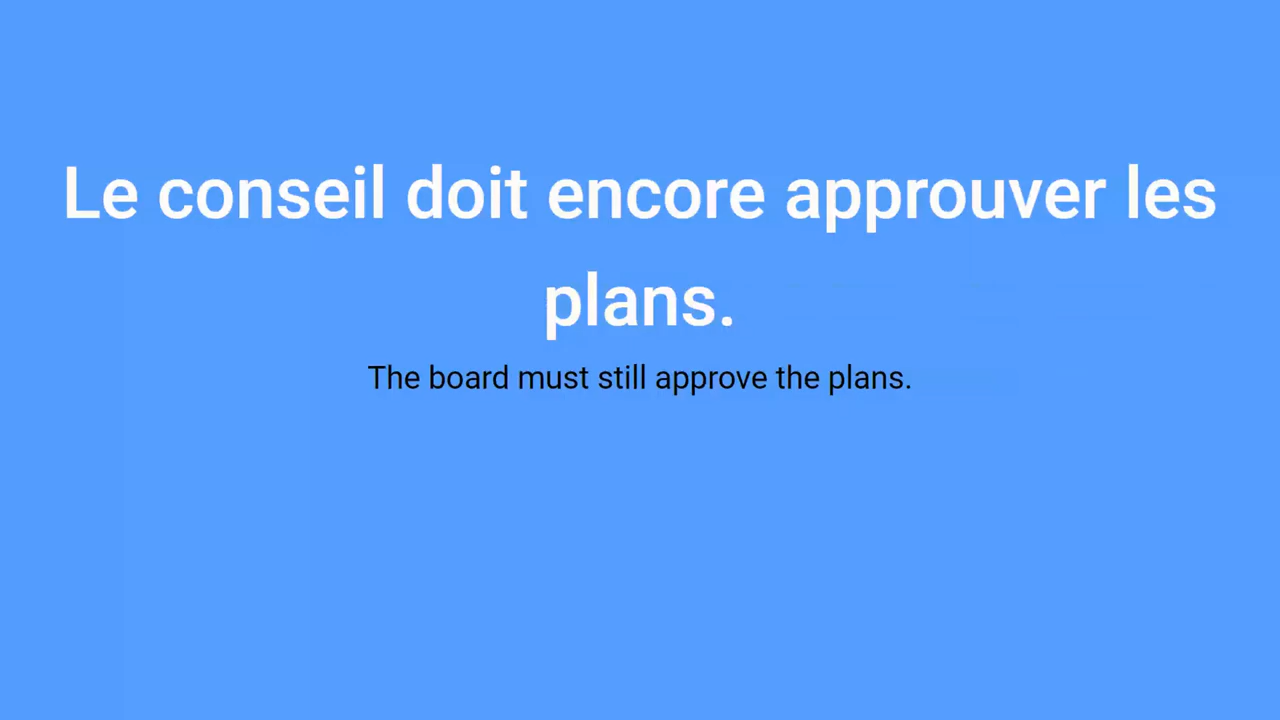 Le conseil doit encore approuver les
plans.
The board must still approve the plans.